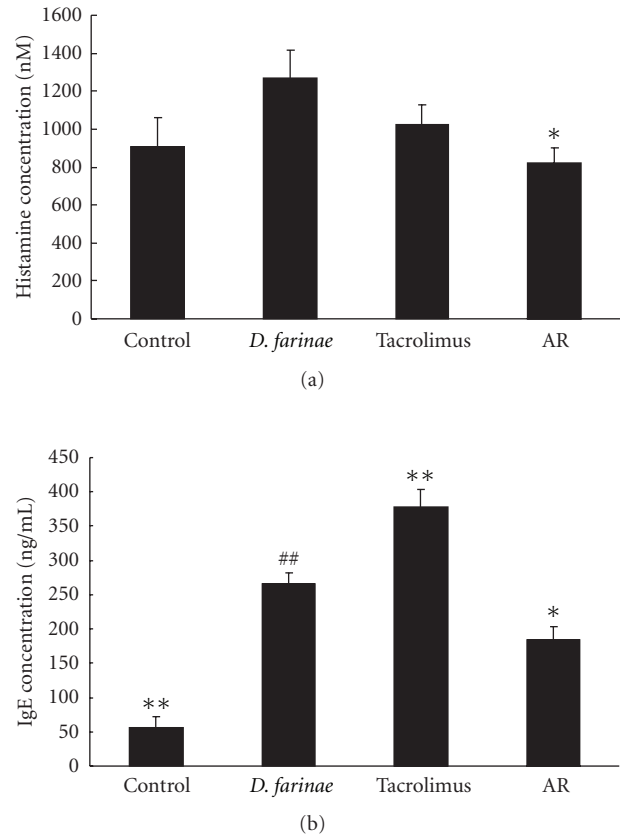 Histamine concentration (nM)
1600
1400
1200
1000
800
600
400
200
0
*
Control D. farinae Tacrolimus AR
(a)
IgE concentration (ng/mL)
450
400
350
300
250
200
150
100
50
0
** ## ** *
Control D. farinae Tacrolimus AR
(b)